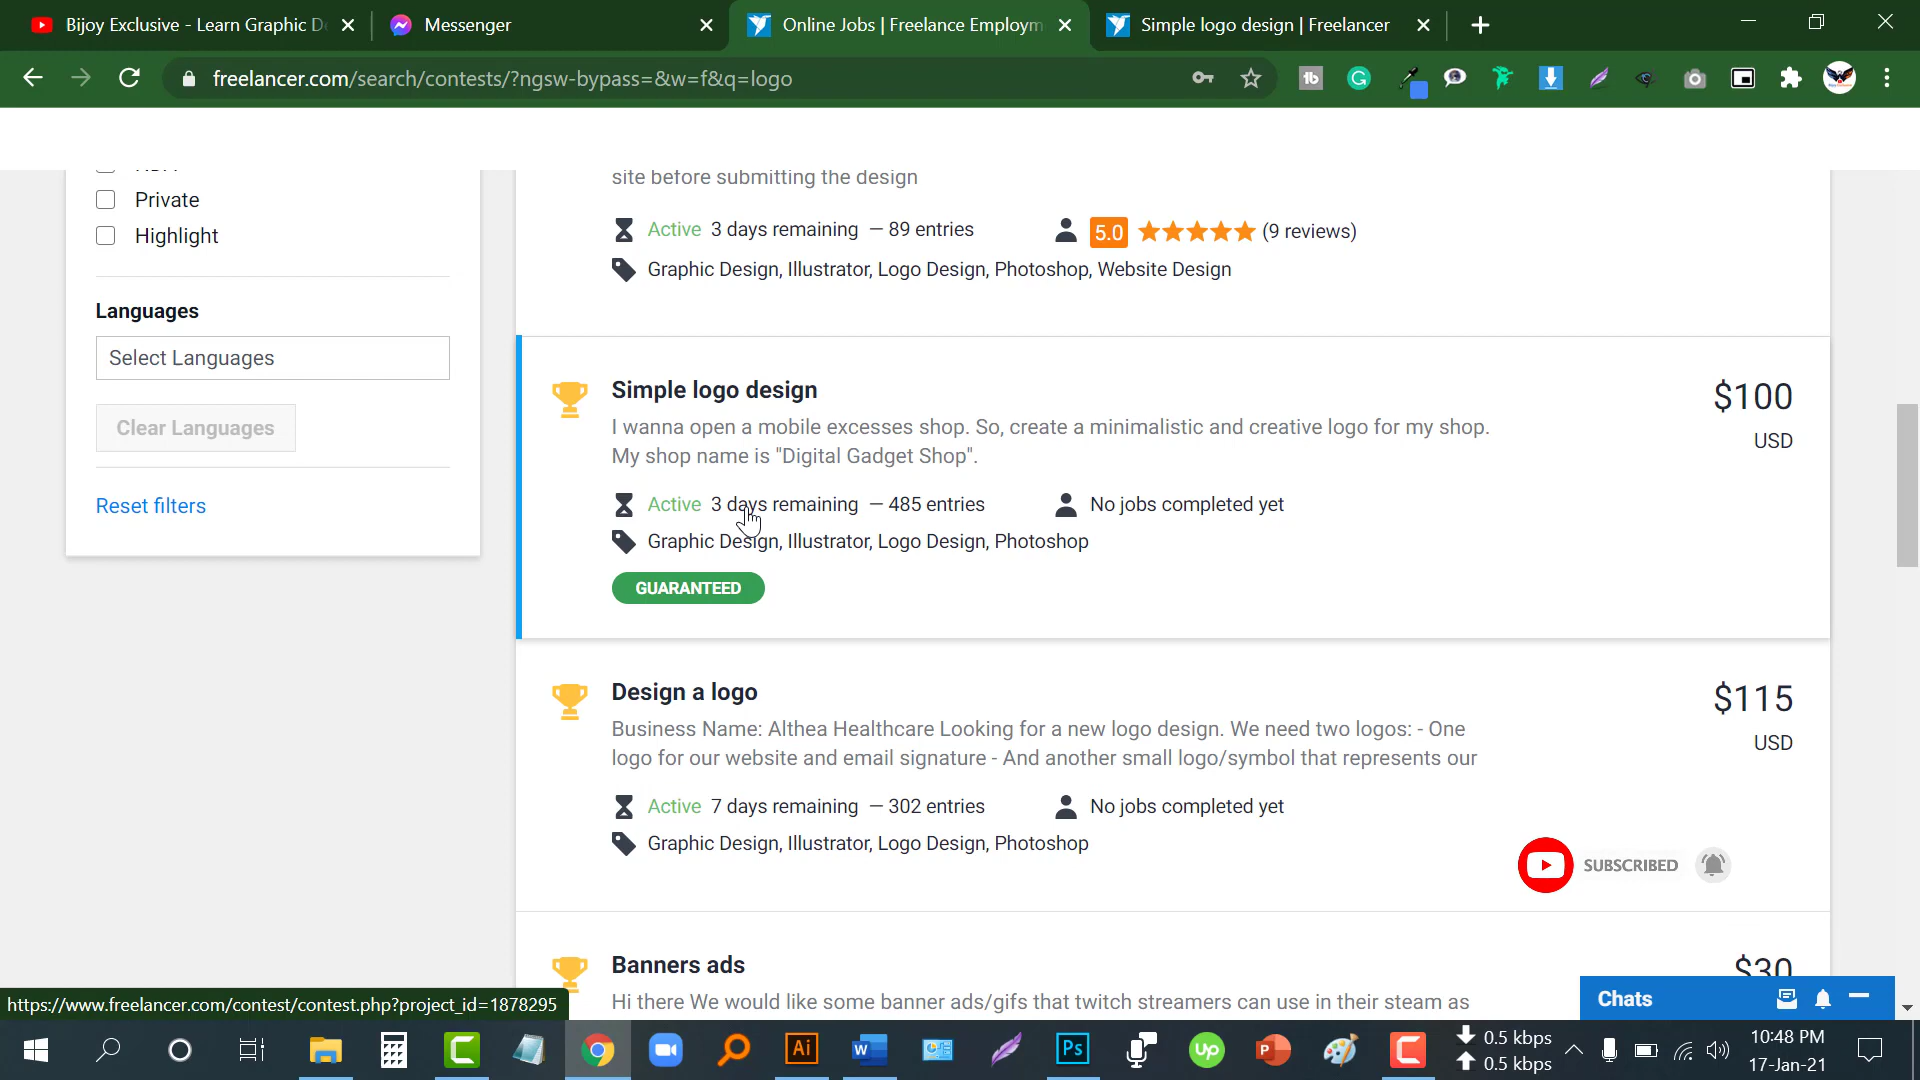 Bijoy Exclusive - Learn Graphic D
Messenger
Online Jobs | Freelance Employm
Simple logo design | Freelancer
freelancer.com/search/contests/?ngsw-bypass=&w=f&q=logo
Private
Highlight
Languages
Select Languages
Clear Languages
Reset filters
site before submitting the design
Active 3 days remaining — 89 entries
5.0 (9 reviews)
Graphic Design, Illustrator, Logo Design, Photoshop, Website Design
Simple logo design
$100
USD
I wanna open a mobile excesses shop. So, create a minimalistic and creative logo for my shop.
My shop name is "Digital Gadget Shop".
Active 3 days remaining — 485 entries
No jobs completed yet
Graphic Design, Illustrator, Logo Design, Photoshop
GUARANTEED
Design a logo
$115
USD
Business Name: Althea Healthcare Looking for a new logo design. We need two logos: - One
logo for our website and email signature - And another small logo/symbol that represents our
Active 7 days remaining — 302 entries
No jobs completed yet
Graphic Design, Illustrator, Logo Design, Photoshop
SUBSCRIBED
Banners ads
$30
Hi there We would like some banner ads/gifs that twitch streamers can use in their steam as
Chats
https://www.freelancer.com/contest/contest.php?project_id=1878295
Ai
W
Ps
Up
P
0.5 kbps
0.5 kbps
10:48 PM
17-Jan-21